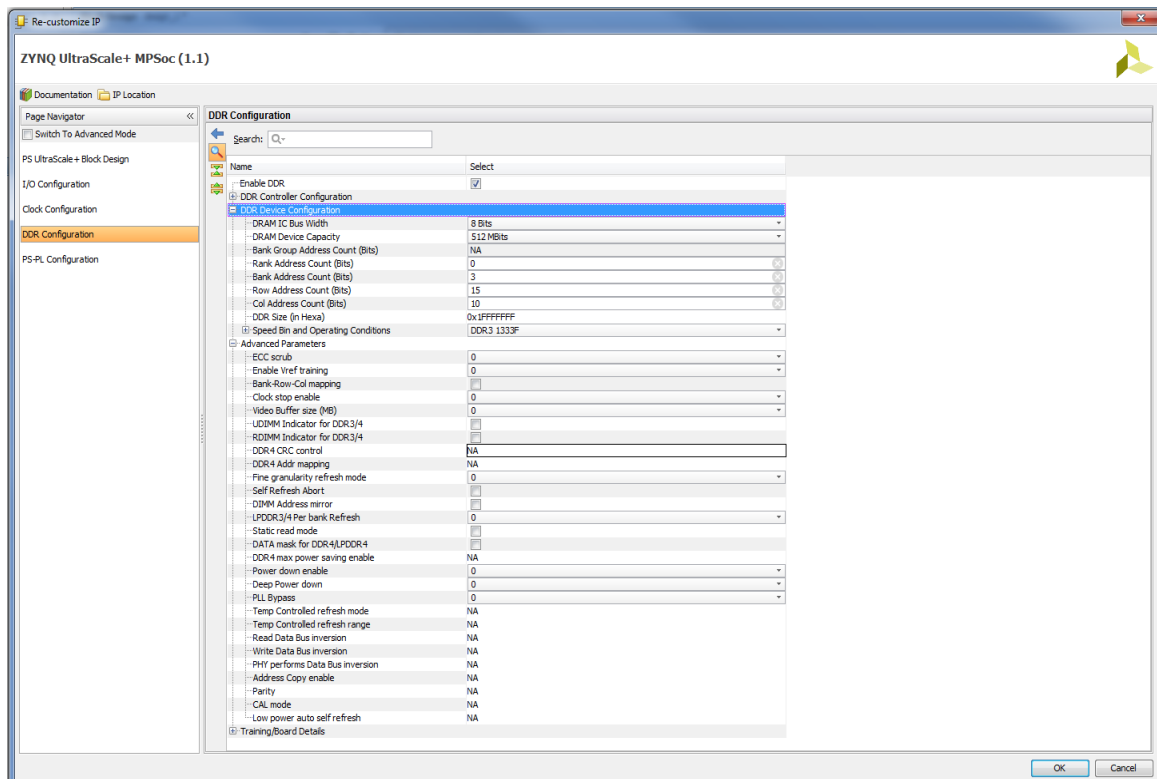 Re-customize IP
ZYNQ UltraScale+ MPSoc (1.1)
Documentation IP Location
Page Navigator «
Switch To Advanced Mode
PS UltraScale+ Block Design
I/O Configuration
Clock Configuration
DDR Configuration
PS-PL Configuration
DDR Configuration
Search:
Name Select
Enable DDR
DDR Controller Configuration
DDR Device Configuration
DRAM IC Bus Width 8 Bits
DRAM Device Capacity 512 MBits
Bank Group Address Count (Bits) NA
Rank Address Count (Bits) 0
Bank Address Count (Bits) 3
Row Address Count (Bits) 15
Col Address Count (Bits) 10
DDR Size (in Hexa) 0x1FFFFFFF
Speed Bin and Operating Conditions DDR3 1333F
Advanced Parameters
ECC scrub 0
Enable Vref training 0
Bank-Row-Col mapping
Clock stop enable 0
Video Buffer size (MB) 0
UDIMM Indicator for DDR3/4
RDIMM Indicator for DDR3/4
DDR4 CRC control NA
DDR4 Addr mapping NA
Fine granularity refresh mode 0
Self Refresh Abort
DIMM Address mirror
LPDDR3/4 Per bank Refresh 0
Static read mode
DATA mask for DDR4/LPDDR4
DDR4 max power saving enable NA
Power down enable 0
Deep Power down 0
PLL Bypass 0
Temp Controlled refresh mode NA
Temp Controlled refresh range NA
Read Data Bus inversion NA
Write Data Bus inversion NA
PHY performs Data Bus inversion NA
Address Copy enable NA
Parity NA
CAL mode NA
Low power auto self refresh NA
Training/Board Details
OK Cancel